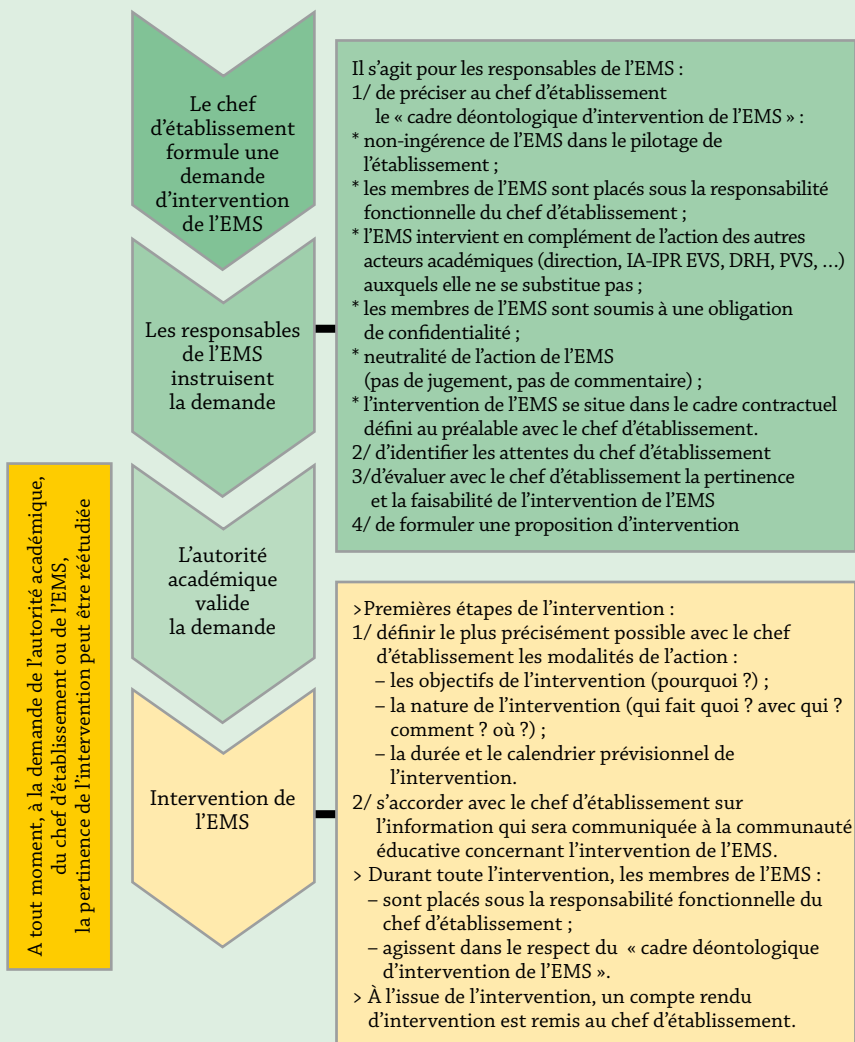 Le chef
d'établissement
formule une
demande
d'intervention
de l'EMS
Les responsables
de l'EMS
instruisent
la demande
Il s'agit pour les responsables de l'EMS :
1/ de préciser au chef d'établissement
le « cadre déontologique d'intervention de l'EMS » :
* non-ingérence de l'EMS dans le pilotage de
l'établissement ;
* les membres de l'EMS sont placés sous la responsabilité
fonctionnelle du chef d'établissement ;
* l'EMS intervient en complément de l'action des autres
acteurs académiques (direction, IA-IPR EVS, DRH, PVS, …)
auxquels elle ne se substitue pas ;
* les membres de l'EMS sont soumis à une obligation
de confidentialité ;
* neutralité de l'action de l'EMS
(pas de jugement, pas de commentaire) ;
* l'intervention de l'EMS se situe dans le cadre contractuel
défini au préalable avec le chef d'établissement.
2/ d'identifier les attentes du chef d'établissement
3/d'évaluer avec le chef d'établissement la pertinence
et la faisabilité de l'intervention de l'EMS
4/ de formuler une proposition d'intervention
L'autorité
académique
valide
la demande
Intervention de
l'EMS
>Premières étapes de l'intervention :
1/ définir le plus précisément possible avec le chef
d'établissement les modalités de l'action :
– les objectifs de l'intervention (pourquoi ?) ;
– la nature de l'intervention (qui fait quoi ? avec qui ?
comment ? où ?) ;
– la durée et le calendrier prévisionnel de
l'intervention.
2/ s'accorder avec le chef d'établissement sur
l'information qui sera communiquée à la communauté
éducative concernant l'intervention de l'EMS.
> Durant toute l'intervention, les membres de l'EMS :
– sont placés sous la responsabilité fonctionnelle du
chef d'établissement ;
– agissent dans le respect du « cadre déontologique
d'intervention de l'EMS ».
> À l'issue de l'intervention, un compte rendu
d'intervention est remis au chef d'établissement.
A tout moment, à la demande de l'autorité académique,
du chef d'établissement ou de l'EMS,
la pertinence de l'intervention peut être réétudiée